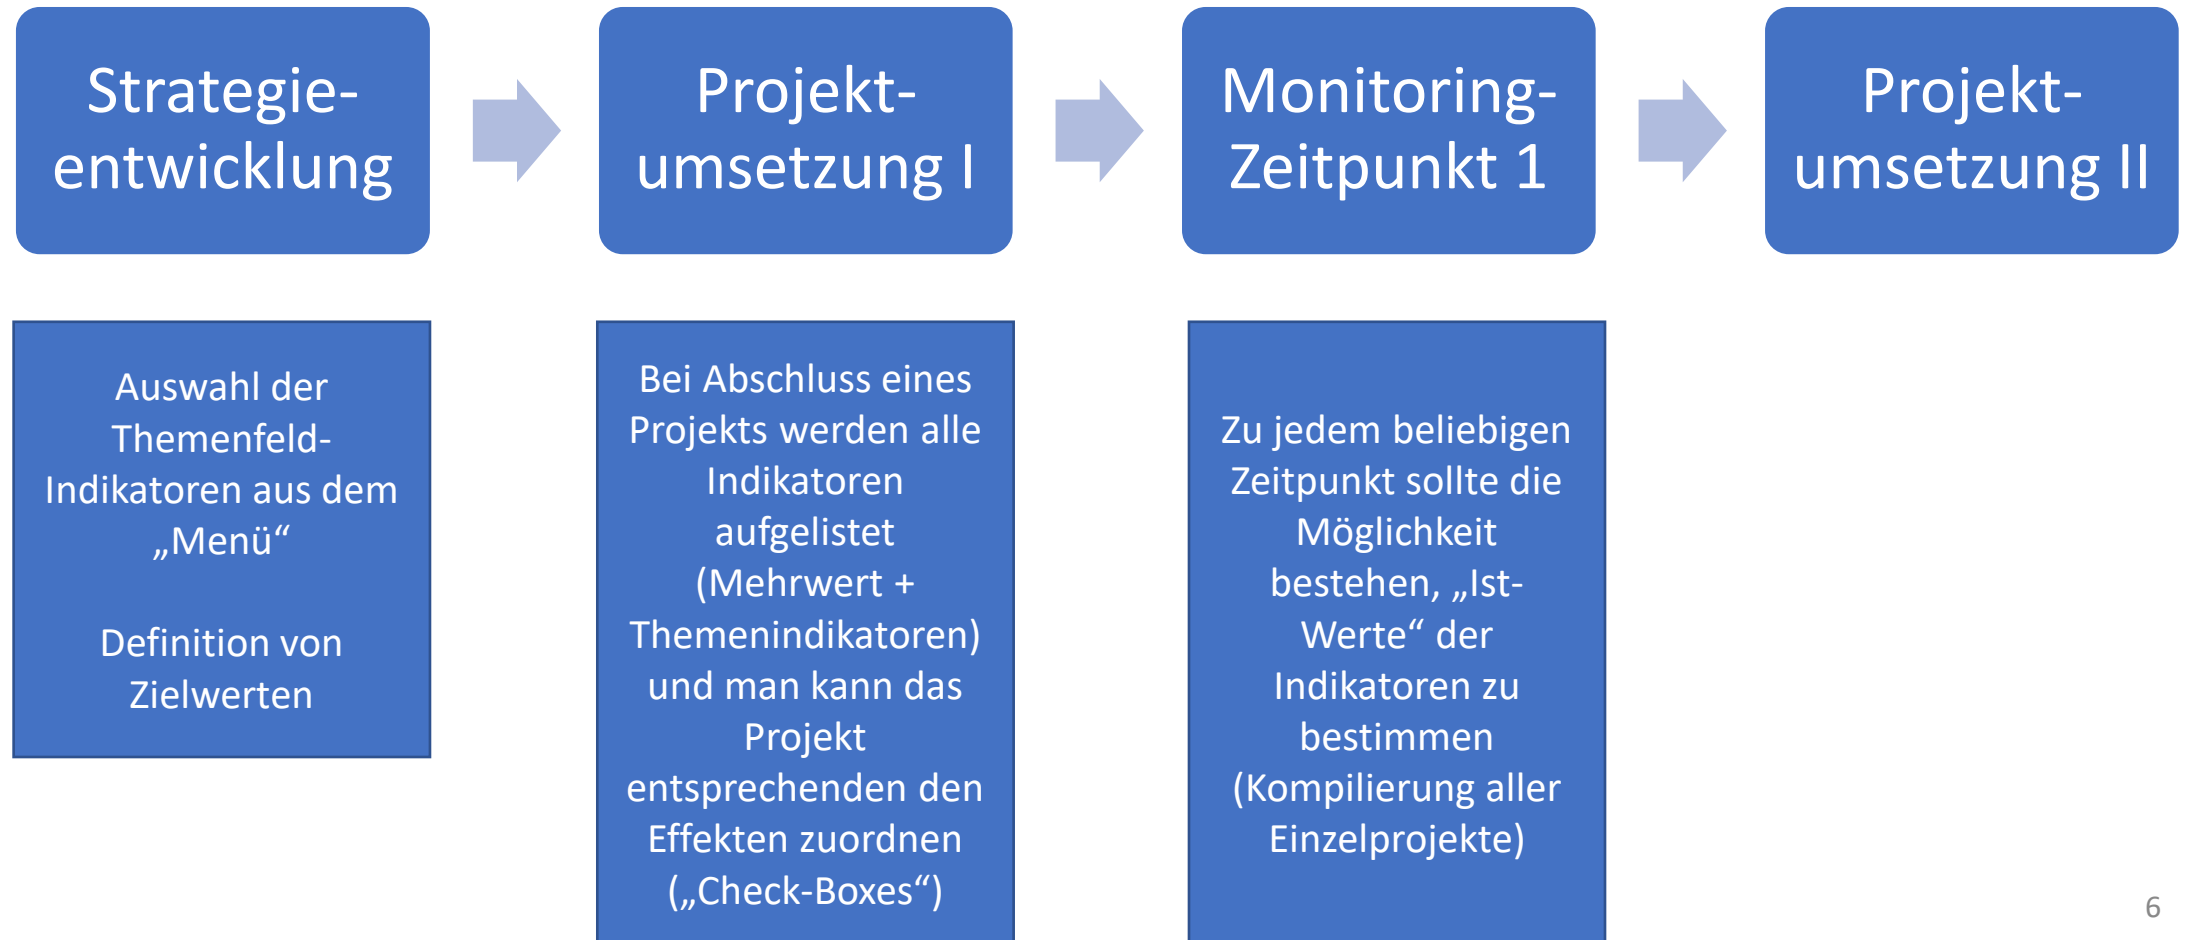 Strategie-
entwicklung
Projekt-
umsetzung I
Monitoring-
Zeitpunkt 1
Projekt-
umsetzung II
Auswahl der
Themenfeld-
Indikatoren aus dem
„Menü“
Definition von
Zielwerten
Bei Abschluss eines
Projekts werden alle
Indikatoren
aufgelistet
(Mehrwert +
Themenindikatoren)
und man kann das
Projekt
entsprechenden den
Effekten zuordnen
(„Check-Boxes“)
Zu jedem beliebigen
Zeitpunkt sollte die
Möglichkeit
bestehen, „Ist-
Werte“ der
Indikatoren zu
bestimmen
(Kompilierung aller
Einzelprojekte)
6